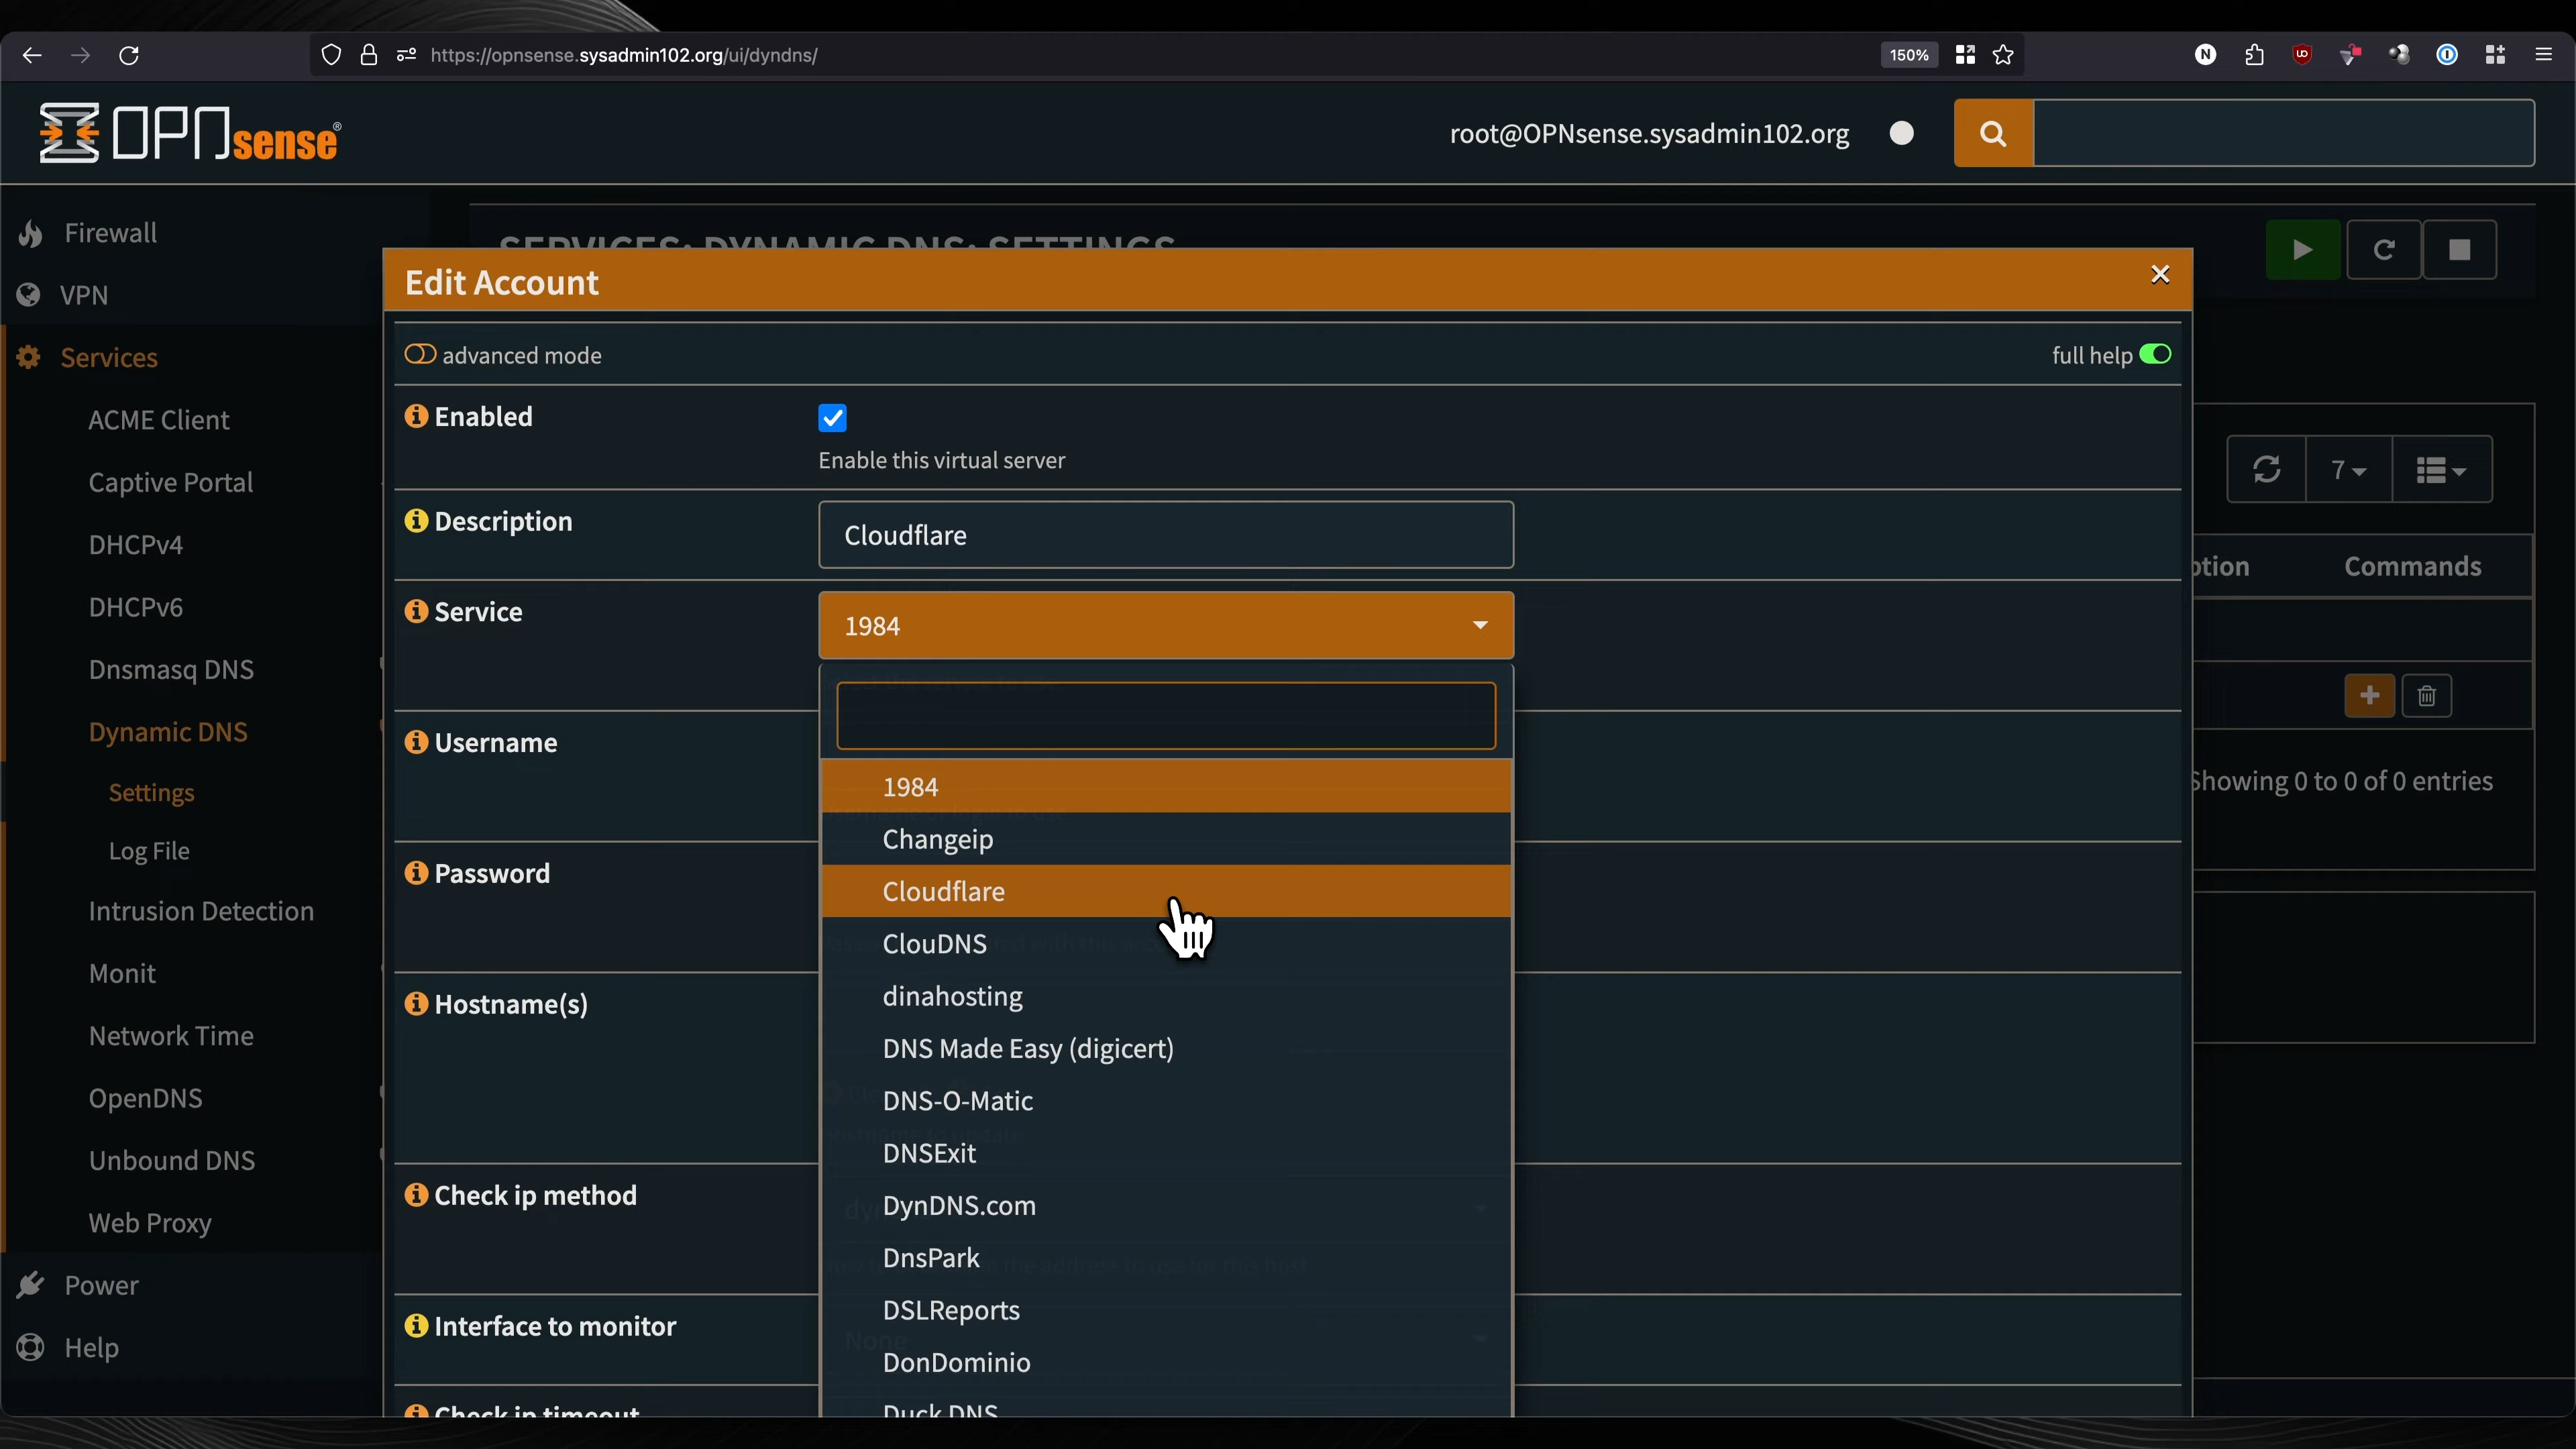 https://opnsense.sysadmin102.org/ui/dyndns/
150%
N
OPNsense®
root@OPNsense.sysadmin102.org
Firewall
VPN
Services
ACME Client
Captive Portal
DHCPv4
DHCPv6
Dnsmasq DNS
Dynamic DNS
Settings
Log File
Intrusion Detection
Monit
Network Time
OpenDNS
Unbound DNS
Web Proxy
Power
Help
SERVICES: DYNAMIC DNS: SETTINGS
Edit Account
advanced mode
full help
Enabled
Enable this virtual server
Description
Cloudflare
Service
1984
1984
Changeip
Cloudflare
ClouDNS
dinahosting
DNS Made Easy (digicert)
DNS-O-Matic
DNSExit
DynDNS.com
DnsPark
DSLReports
DonDominio
Duck DNS
Username
Password
Hostname(s)
Check ip method
Interface to monitor
None
Check ip timeout
7
Commands
Showing 0 to 0 of 0 entries